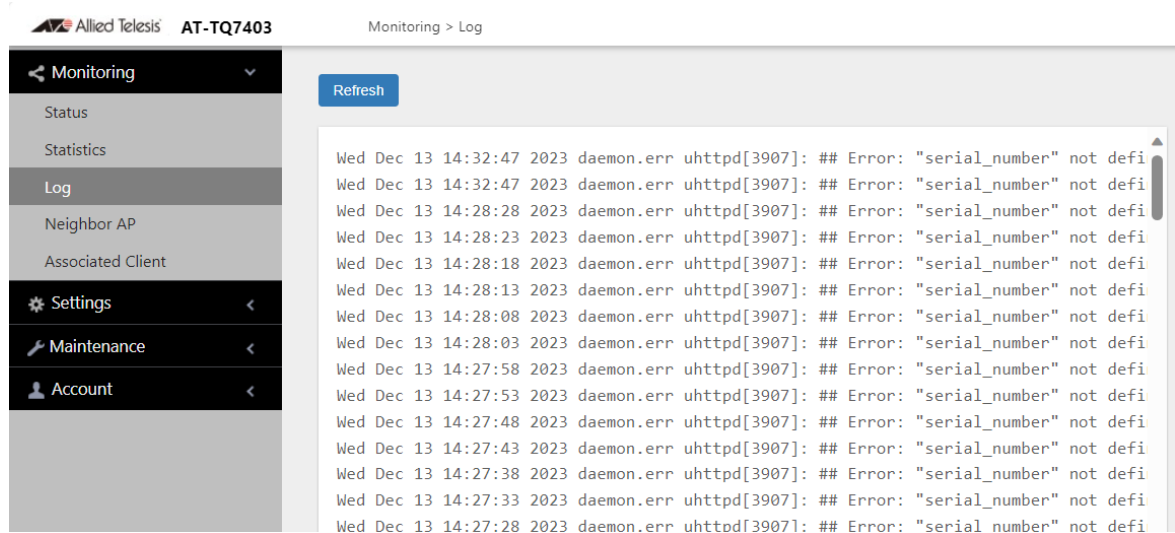 Allied Telesis AT-TQ7403 Monitoring > Log
Monitoring
Status
Statistics
Log
Neighbor AP
Associated Client
Settings
Maintenance
Account
Refresh
Wed Dec 13 14:32:47 2023 daemon.err uhttpd[3907]: ## Error: "serial_number" not defi
Wed Dec 13 14:32:47 2023 daemon.err uhttpd[3907]: ## Error: "serial_number" not defi
Wed Dec 13 14:28:28 2023 daemon.err uhttpd[3907]: ## Error: "serial_number" not defi
Wed Dec 13 14:28:23 2023 daemon.err uhttpd[3907]: ## Error: "serial_number" not defi
Wed Dec 13 14:28:18 2023 daemon.err uhttpd[3907]: ## Error: "serial_number" not defi
Wed Dec 13 14:28:13 2023 daemon.err uhttpd[3907]: ## Error: "serial_number" not defi
Wed Dec 13 14:28:08 2023 daemon.err uhttpd[3907]: ## Error: "serial_number" not defi
Wed Dec 13 14:28:03 2023 daemon.err uhttpd[3907]: ## Error: "serial_number" not defi
Wed Dec 13 14:27:58 2023 daemon.err uhttpd[3907]: ## Error: "serial_number" not defi
Wed Dec 13 14:27:53 2023 daemon.err uhttpd[3907]: ## Error: "serial_number" not defi
Wed Dec 13 14:27:48 2023 daemon.err uhttpd[3907]: ## Error: "serial_number" not defi
Wed Dec 13 14:27:43 2023 daemon.err uhttpd[3907]: ## Error: "serial_number" not defi
Wed Dec 13 14:27:38 2023 daemon.err uhttpd[3907]: ## Error: "serial_number" not defi
Wed Dec 13 14:27:33 2023 daemon.err uhttpd[3907]: ## Error: "serial_number" not defi
Wed Dec 13 14:27:28 2023 daemon.err uhttpd[3907]: ## Error: "serial_number" not defi